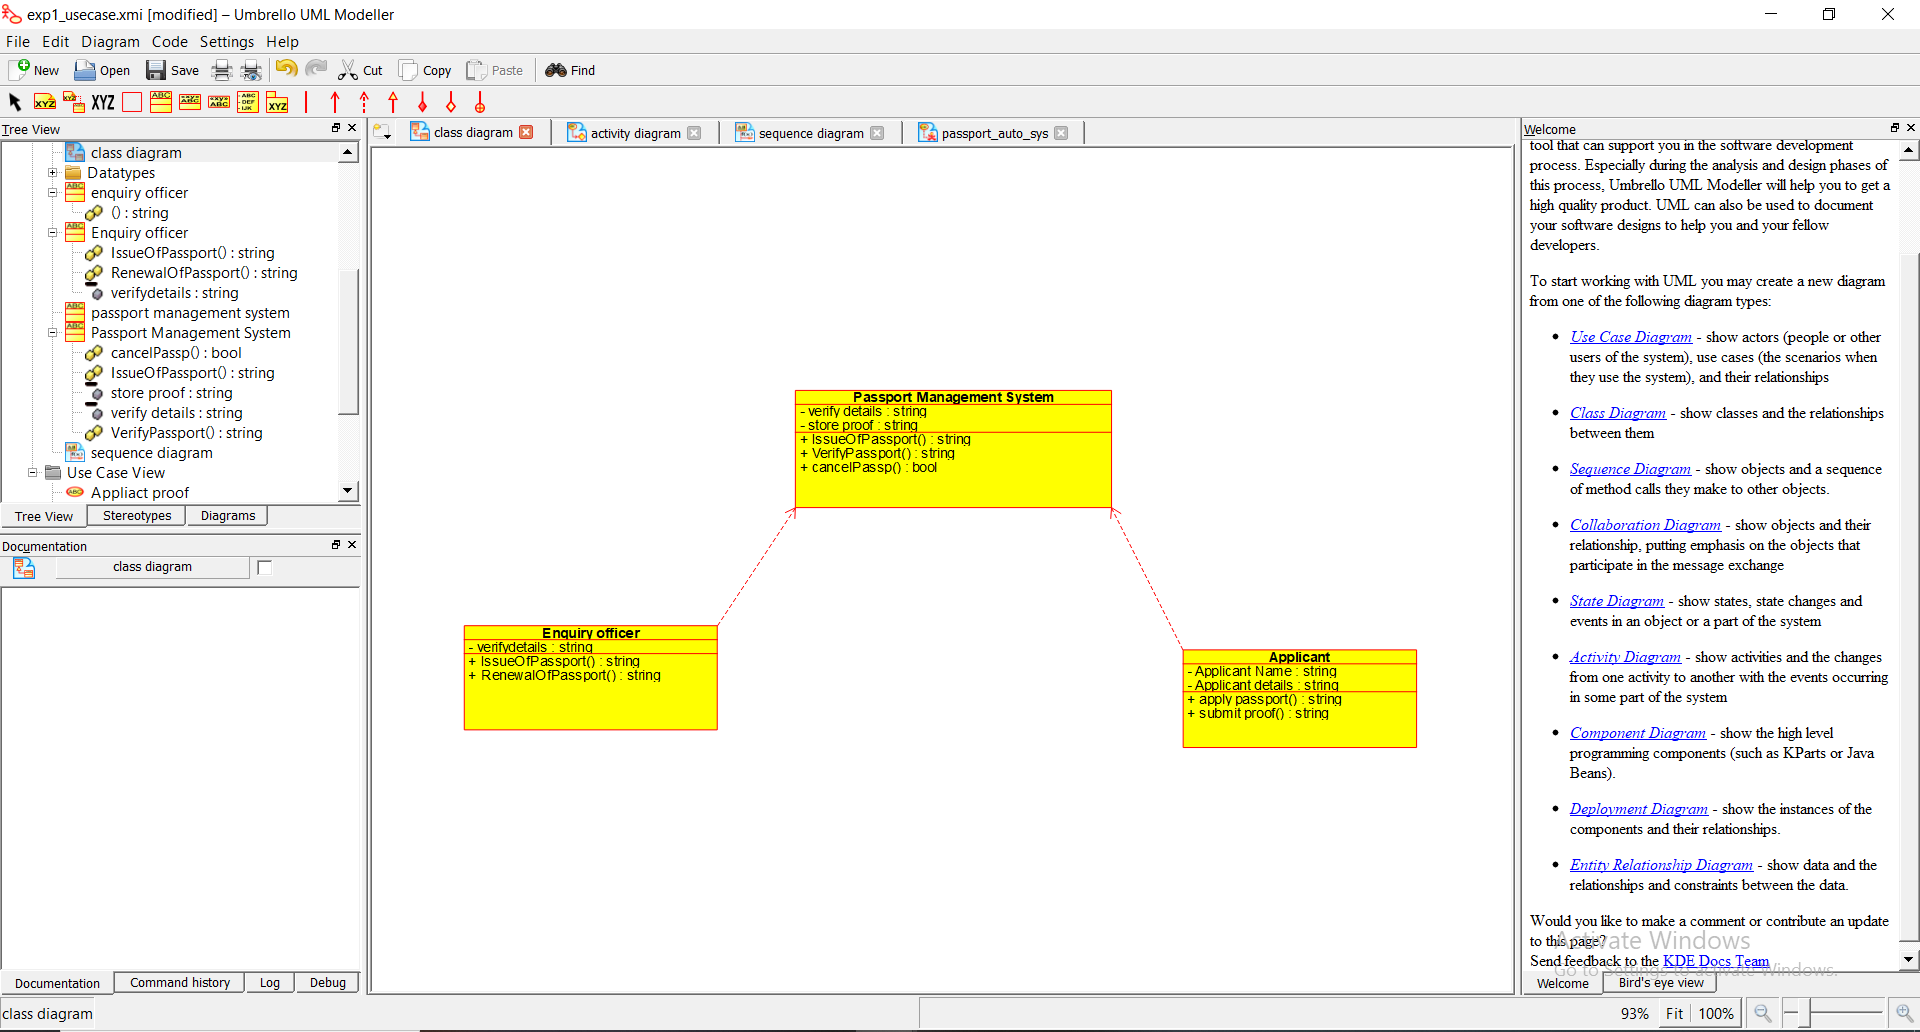 exp1_usecase.xmi [modified] – Umbrello UML Modeller
File Edit Diagram Code Settings Help
New Open Save Cut Copy Paste Find
XYZ XYZ XYZ ABC XYZ ABC XYZ ABC ABC DEF IJK XYZ
Tree View
class diagram
Datatypes
enquiry officer
() : string
Enquiry officer
IssueOfPassport() : string
RenewalOfPassport() : string
verifydetails : string
passport management system
Passport Management System
cancelPassp() : bool
IssueOfPassport() : string
store proof : string
verify details : string
VerifyPassport() : string
sequence diagram
Use Case View
Appliact proof
Tree View Stereotypes Diagrams
Documentation
class diagram
Documentation Command history Log Debug
class diagram activity diagram sequence diagram passport_auto_sys
Passport Management System
- verify details : string
- store proof : string
+ IssueOfPassport() : string
+ VerifyPassport() : string
+ cancelPassp() : bool
Enquiry officer
- verifydetails : string
+ IssueOfPassport() : string
+ RenewalOfPassport() : string
Applicant
- Applicant Name : string
- Applicant details : string
+ apply passport() : string
+ submit proof() : string
Welcome
tool that can support you in the software development
process. Especially during the analysis and design phases of
this process, Umbrello UML Modeller will help you to get a
high quality product. UML can also be used to document
your software designs to help you and your fellow
developers.
To start working with UML you may create a new diagram
from one of the following diagram types:
• Use Case Diagram - show actors (people or other
users of the system), use cases (the scenarios when
they use the system), and their relationships
• Class Diagram - show classes and the relationships
between them
• Sequence Diagram - show objects and a sequence
of method calls they make to other objects.
• Collaboration Diagram - show objects and their
relationship, putting emphasis on the objects that
participate in the message exchange
• State Diagram - show states, state changes and
events in an object or a part of the system
• Activity Diagram - show activities and the changes
from one activity to another with the events occurring
in some part of the system
• Component Diagram - show the high level
programming components (such as KParts or Java
Beans).
• Deployment Diagram - show the instances of the
components and their relationships.
• Entity Relationship Diagram - show data and the
relationships and constraints between the data.
Would you like to make a comment or contribute an update
to this page?
Send feedback to the KDE Docs Team
Activate Windows
Go to Settings to activate Windows.
Welcome Bird's eye view
class diagram
93% Fit 100%